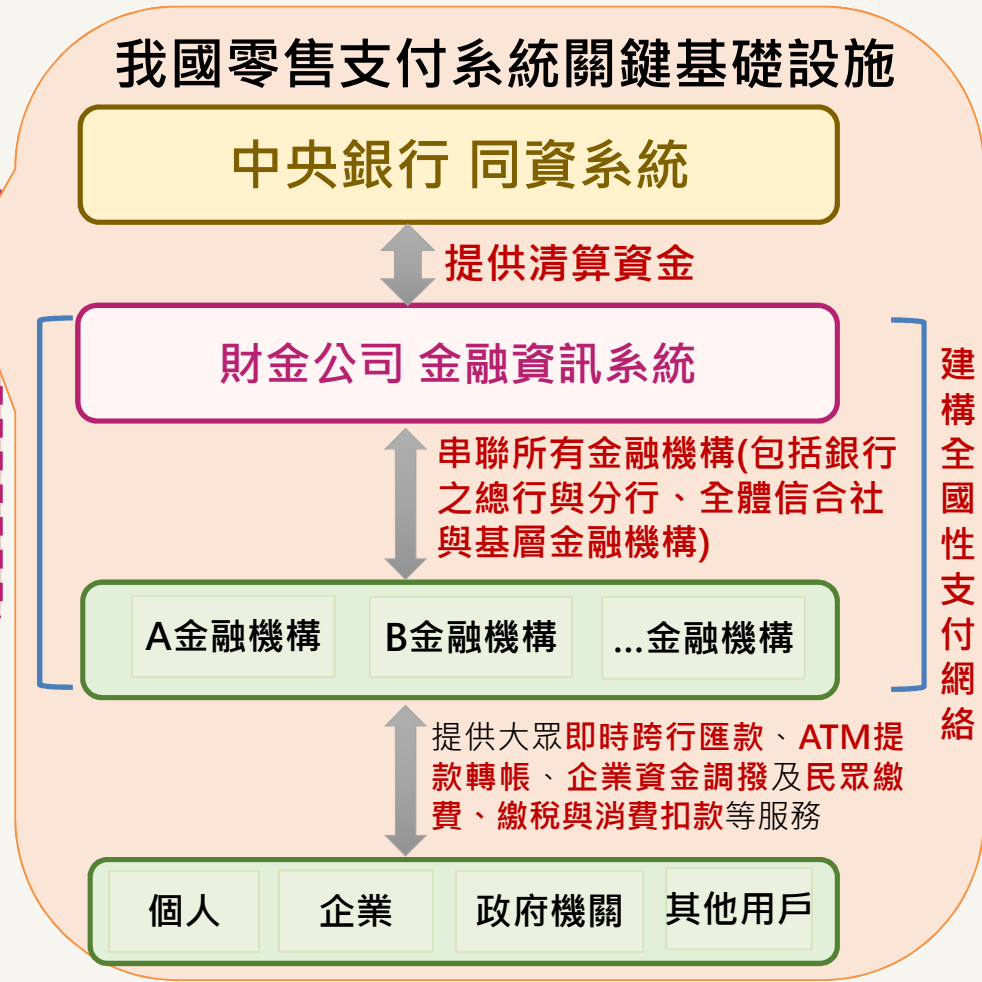 我國零售支付系統關鍵基礎設施
中央銀行 同資系統
提供清算資金
財金公司 金融資訊系統
串聯所有金融機構(包括銀行
之總行與分行、全體信合社
與基層金融機構)
建構全國性支付網絡
A金融機構
B金融機構
...金融機構
提供大眾即時跨行匯款、ATM提
款轉帳、企業資金調撥及民眾繳
費、繳稅與消費扣款等服務
個人
企業
政府機關
其他用戶